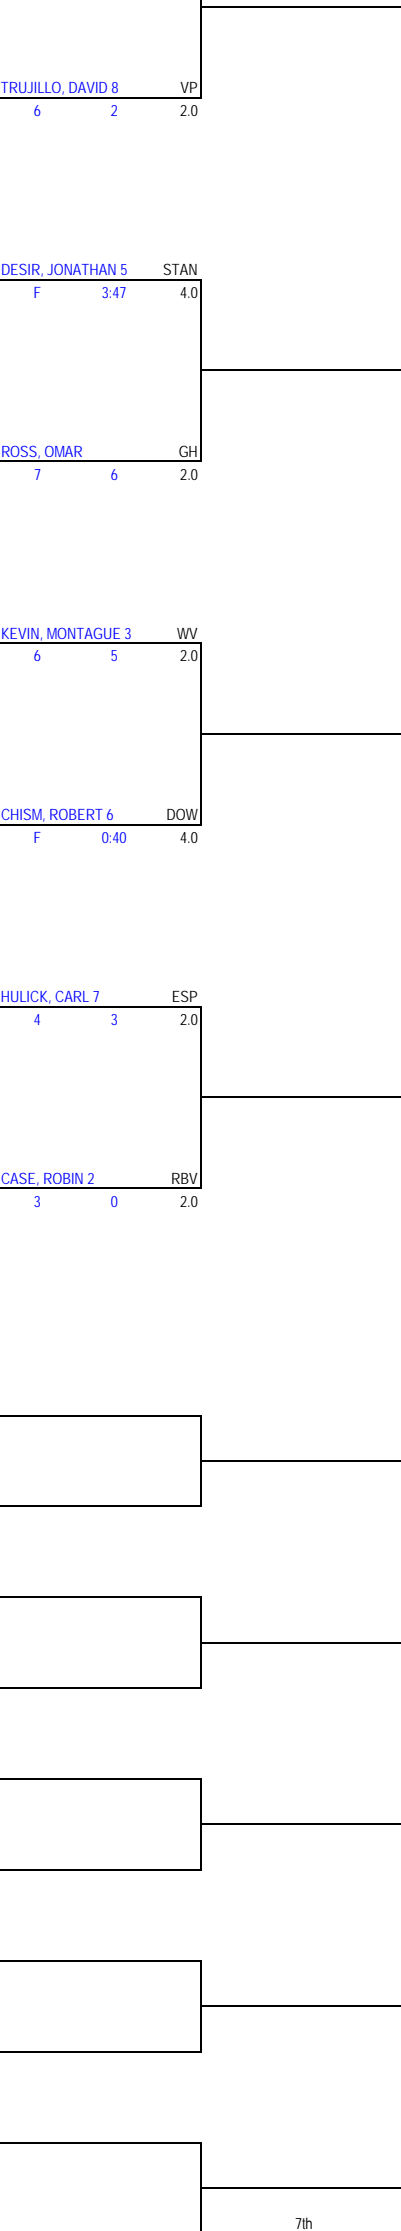 TRUJILLO, DAVID 8 VP
6 2 2.0
DESIR, JONATHAN 5 STAN
F 3:47 4.0
ROSS, OMAR GH
7 6 2.0
KEVIN, MONTAGUE 3 WV
6 5 2.0
CHISM, ROBERT 6 DOW
F 0:40 4.0
HULICK, CARL 7 ESP
4 3 2.0
CASE, ROBIN 2 RBV
3 0 2.0
7th